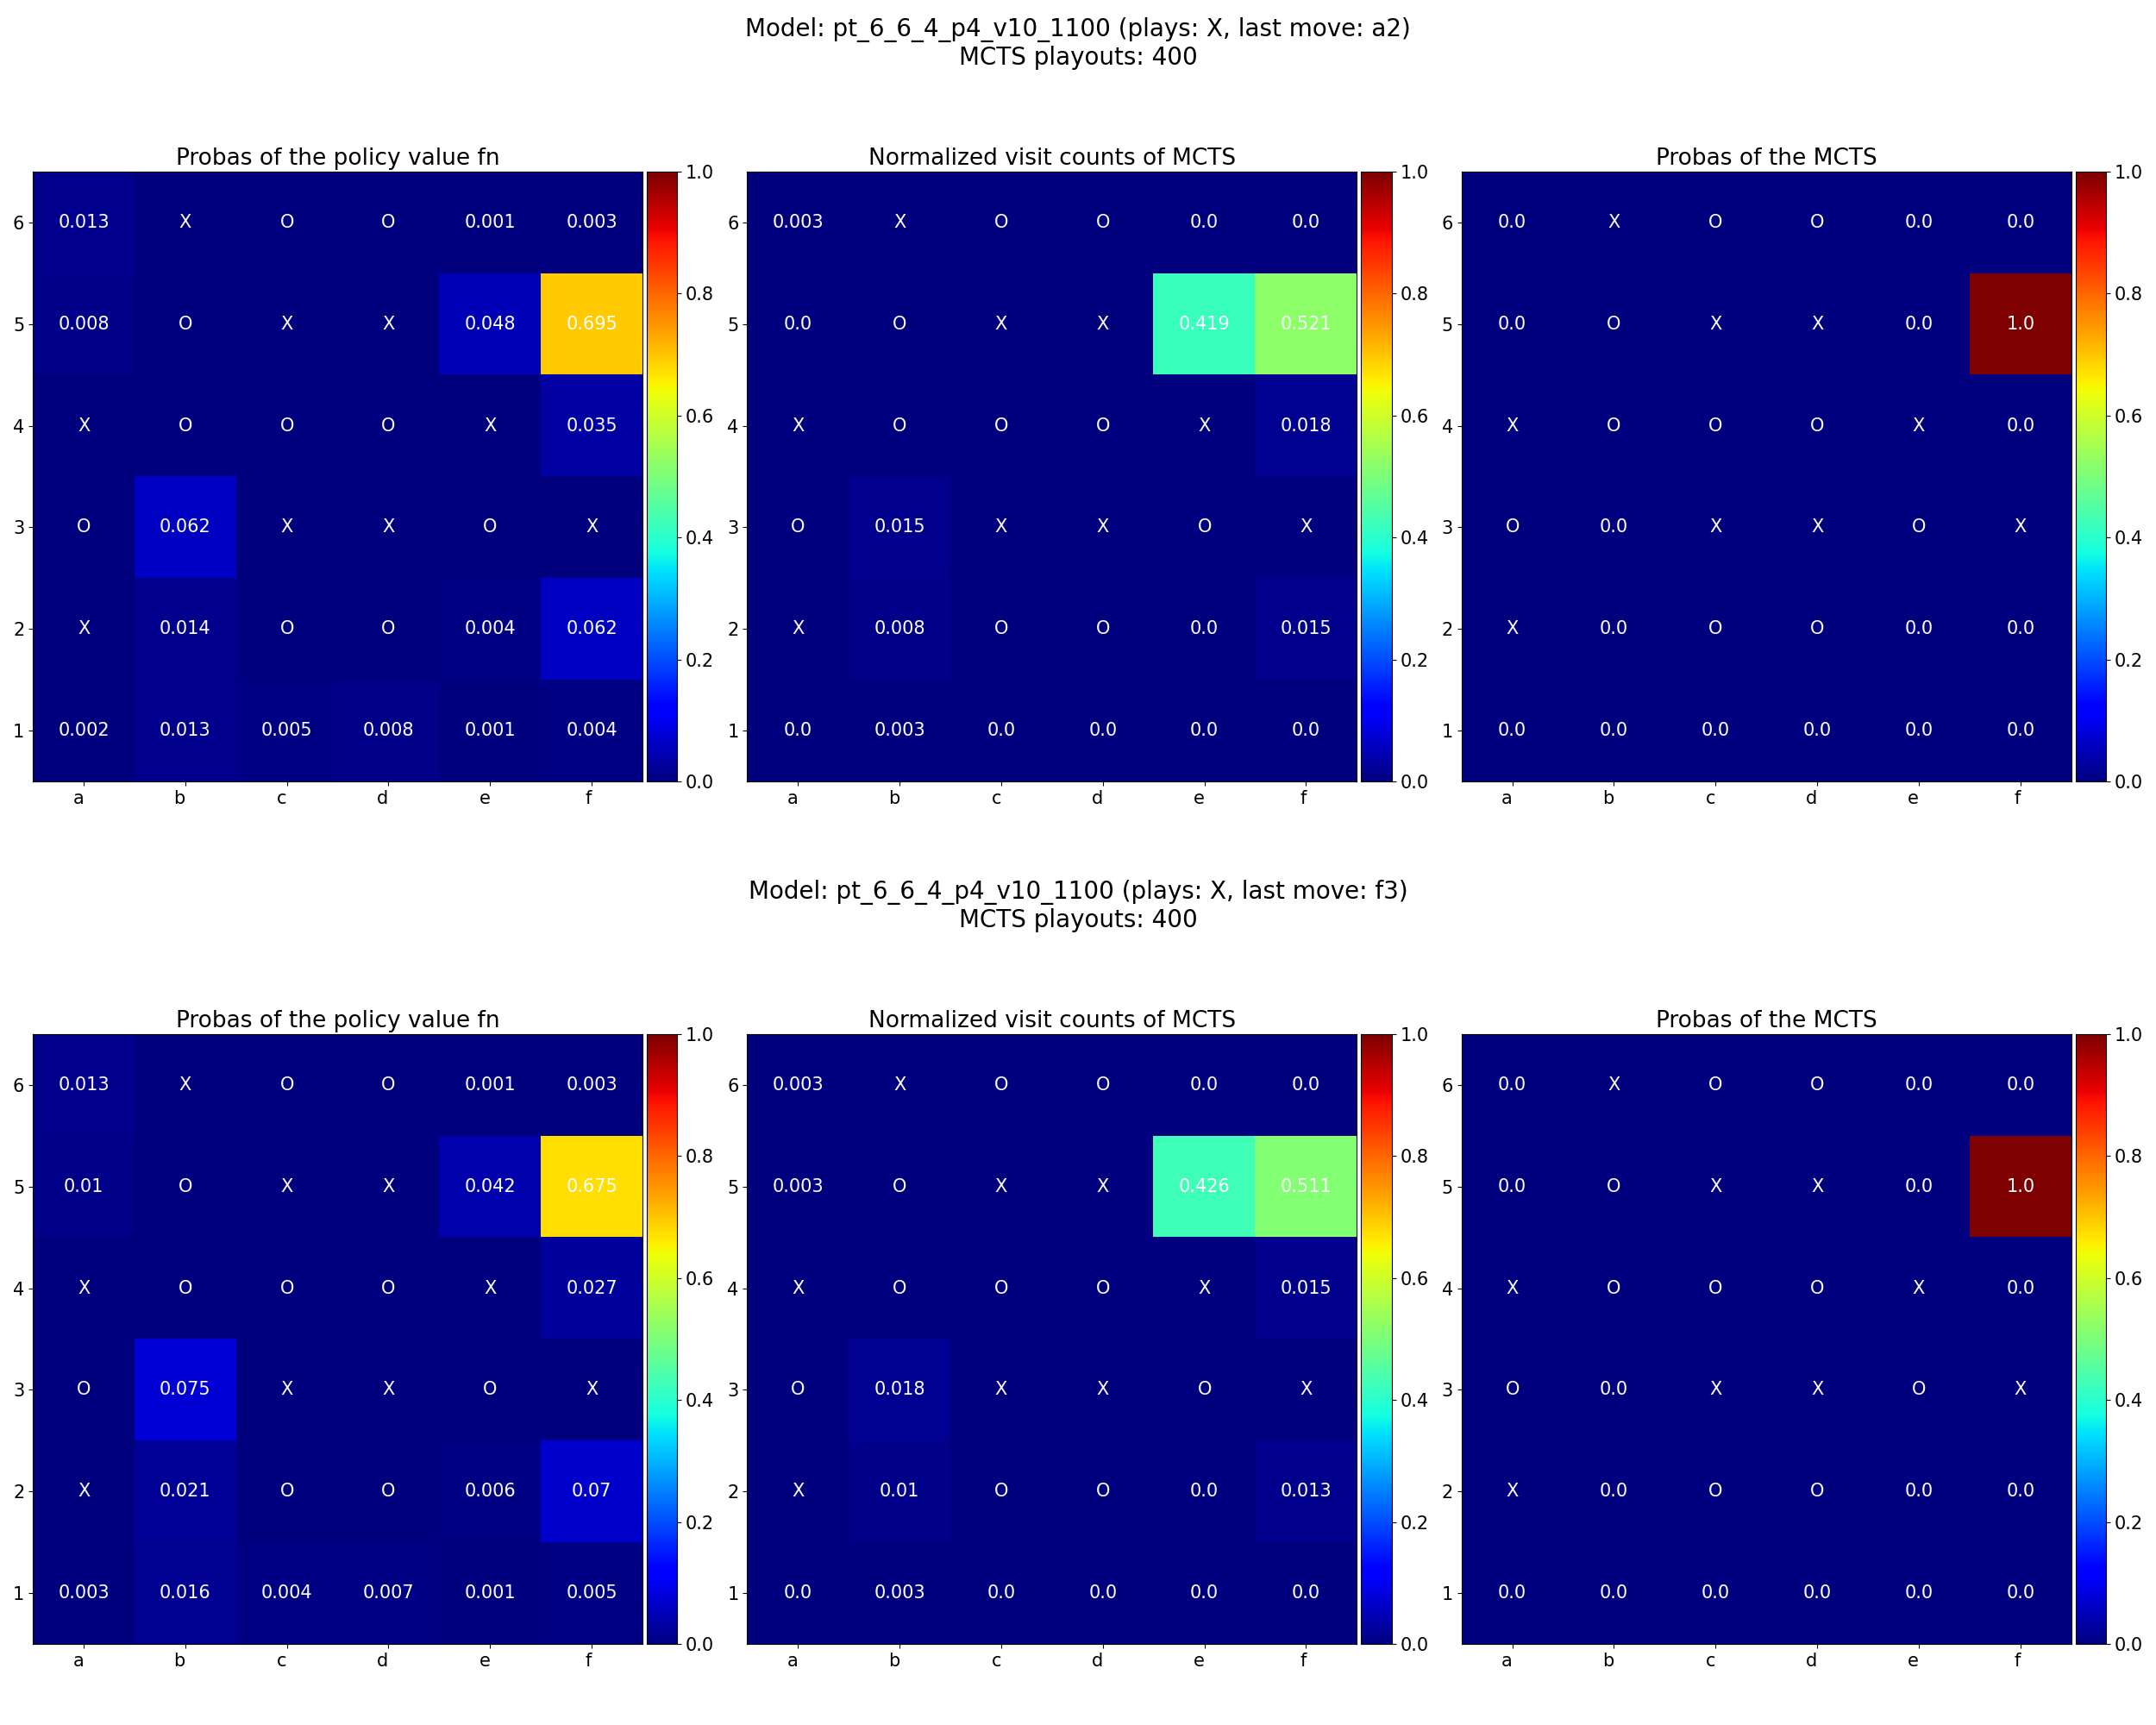 Model: pt_6_6_4_p4_v10_1100 (plays: X, last move: a2)
MCTS playouts: 400
Probas of the policy value fn
6 0.013 X O O 0.001 0.003
5 0.008 O X X 0.048 0.695
4 X O O O X 0.035
3 O 0.062 X X O X
2 X 0.014 O O 0.004 0.062
1 0.002 0.013 0.005 0.008 0.001 0.004
a b c d e f
1.0
0.8
0.6
0.4
0.2
0.0
Normalized visit counts of MCTS
6 0.003 X O O 0.0 0.0
5 0.0 O X X 0.419 0.521
4 X O O O X 0.018
3 O 0.015 X X O X
2 X 0.008 O O 0.0 0.015
1 0.0 0.003 0.0 0.0 0.0 0.0
a b c d e f
1.0
0.8
0.6
0.4
0.2
0.0
Probas of the MCTS
6 0.0 X O O 0.0 0.0
5 0.0 O X X 0.0 1.0
4 X O O O X 0.0
3 O 0.0 X X O X
2 X 0.0 O O 0.0 0.0
1 0.0 0.0 0.0 0.0 0.0 0.0
a b c d e f
1.0
0.8
0.6
0.4
0.2
0.0
Model: pt_6_6_4_p4_v10_1100 (plays: X, last move: f3)
MCTS playouts: 400
Probas of the policy value fn
6 0.013 X O O 0.001 0.003
5 0.01 O X X 0.042 0.675
4 X O O O X 0.027
3 O 0.075 X X O X
2 X 0.021 O O 0.006 0.07
1 0.003 0.016 0.004 0.007 0.001 0.005
a b c d e f
1.0
0.8
0.6
0.4
0.2
0.0
Normalized visit counts of MCTS
6 0.003 X O O 0.0 0.0
5 0.003 O X X 0.426 0.511
4 X O O O X 0.015
3 O 0.018 X X O X
2 X 0.01 O O 0.0 0.013
1 0.0 0.003 0.0 0.0 0.0 0.0
a b c d e f
1.0
0.8
0.6
0.4
0.2
0.0
Probas of the MCTS
6 0.0 X O O 0.0 0.0
5 0.0 O X X 0.0 1.0
4 X O O O X 0.0
3 O 0.0 X X O X
2 X 0.0 O O 0.0 0.0
1 0.0 0.0 0.0 0.0 0.0 0.0
a b c d e f
1.0
0.8
0.6
0.4
0.2
0.0